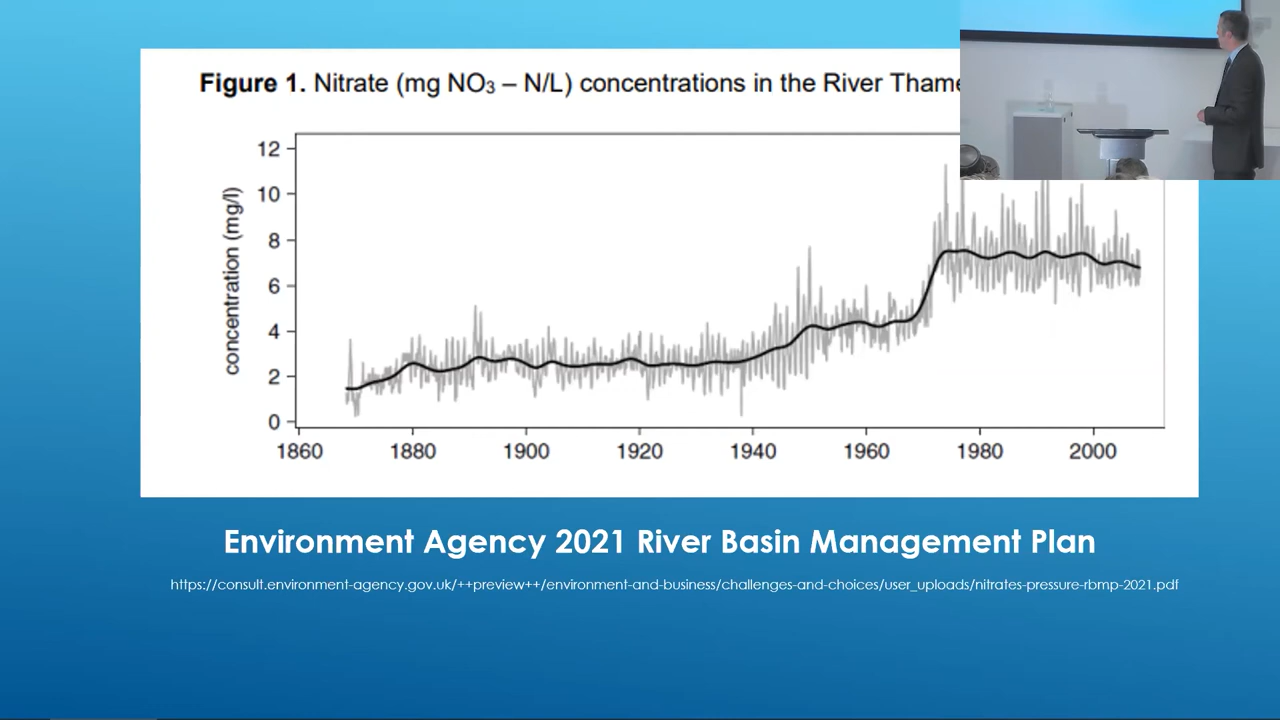 Figure 1. Nitrate (mg NO₃ – N/L) concentrations in the River Thame
concentration (mg/l)
12
10
8
6
4
2
0
1860 1880 1900 1920 1940 1960 1980 2000
Environment Agency 2021 River Basin Management Plan
https://consult.environment-agency.gov.uk/++preview++/environment-and-business/challenges-and-choices/user_uploads/nitrates-pressure-rbmp-2021.pdf